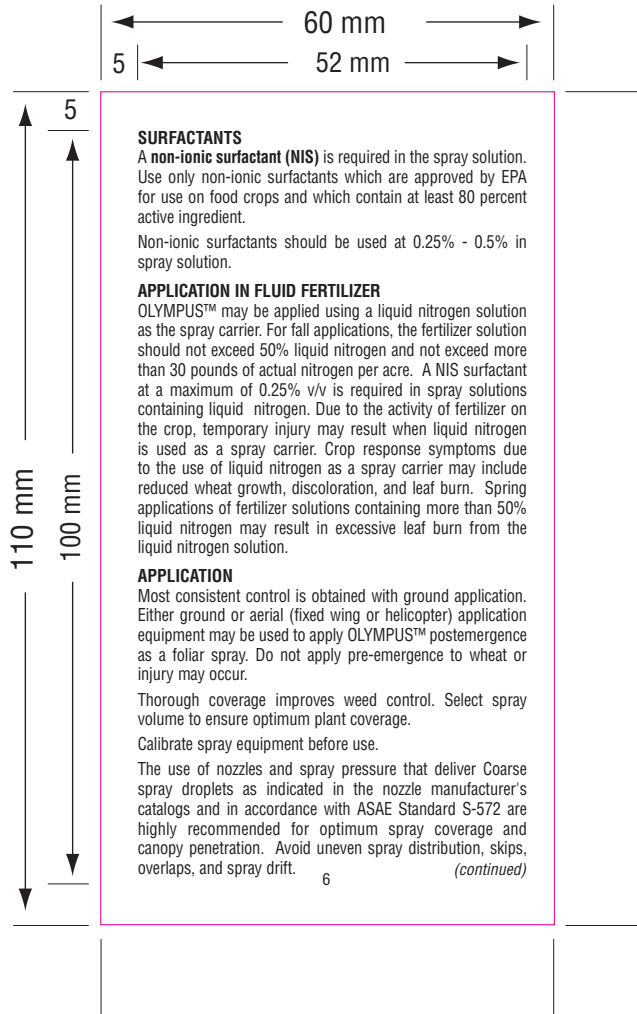 60 mm
5
52 mm
5
110 mm
100 mm
SURFACTANTS
A non-ionic surfactant (NIS) is required in the spray solution.
Use only non-ionic surfactants which are approved by EPA
for use on food crops and which contain at least 80 percent
active ingredient.
Non-ionic surfactants should be used at 0.25% - 0.5% in
spray solution.
APPLICATION IN FLUID FERTILIZER
OLYMPUS™ may be applied using a liquid nitrogen solution
as the spray carrier. For fall applications, the fertilizer solution
should not exceed 50% liquid nitrogen and not exceed more
than 30 pounds of actual nitrogen per acre. A NIS surfactant
at a maximum of 0.25% v/v is required in spray solutions
containing liquid nitrogen. Due to the activity of fertilizer on
the crop, temporary injury may result when liquid nitrogen
is used as a spray carrier. Crop response symptoms due
to the use of liquid nitrogen as a spray carrier may include
reduced wheat growth, discoloration, and leaf burn. Spring
applications of fertilizer solutions containing more than 50%
liquid nitrogen may result in excessive leaf burn from the
liquid nitrogen solution.
APPLICATION
Most consistent control is obtained with ground application.
Either ground or aerial (fixed wing or helicopter) application
equipment may be used to apply OLYMPUS™ postemergence
as a foliar spray. Do not apply pre-emergence to wheat or
injury may occur.
Thorough coverage improves weed control. Select spray
volume to ensure optimum plant coverage.
Calibrate spray equipment before use.
The use of nozzles and spray pressure that deliver Coarse
spray droplets as indicated in the nozzle manufacturer's
catalogs and in accordance with ASAE Standard S-572 are
highly recommended for optimum spray coverage and
canopy penetration. Avoid uneven spray distribution, skips,
overlaps, and spray drift.
(continued)
6